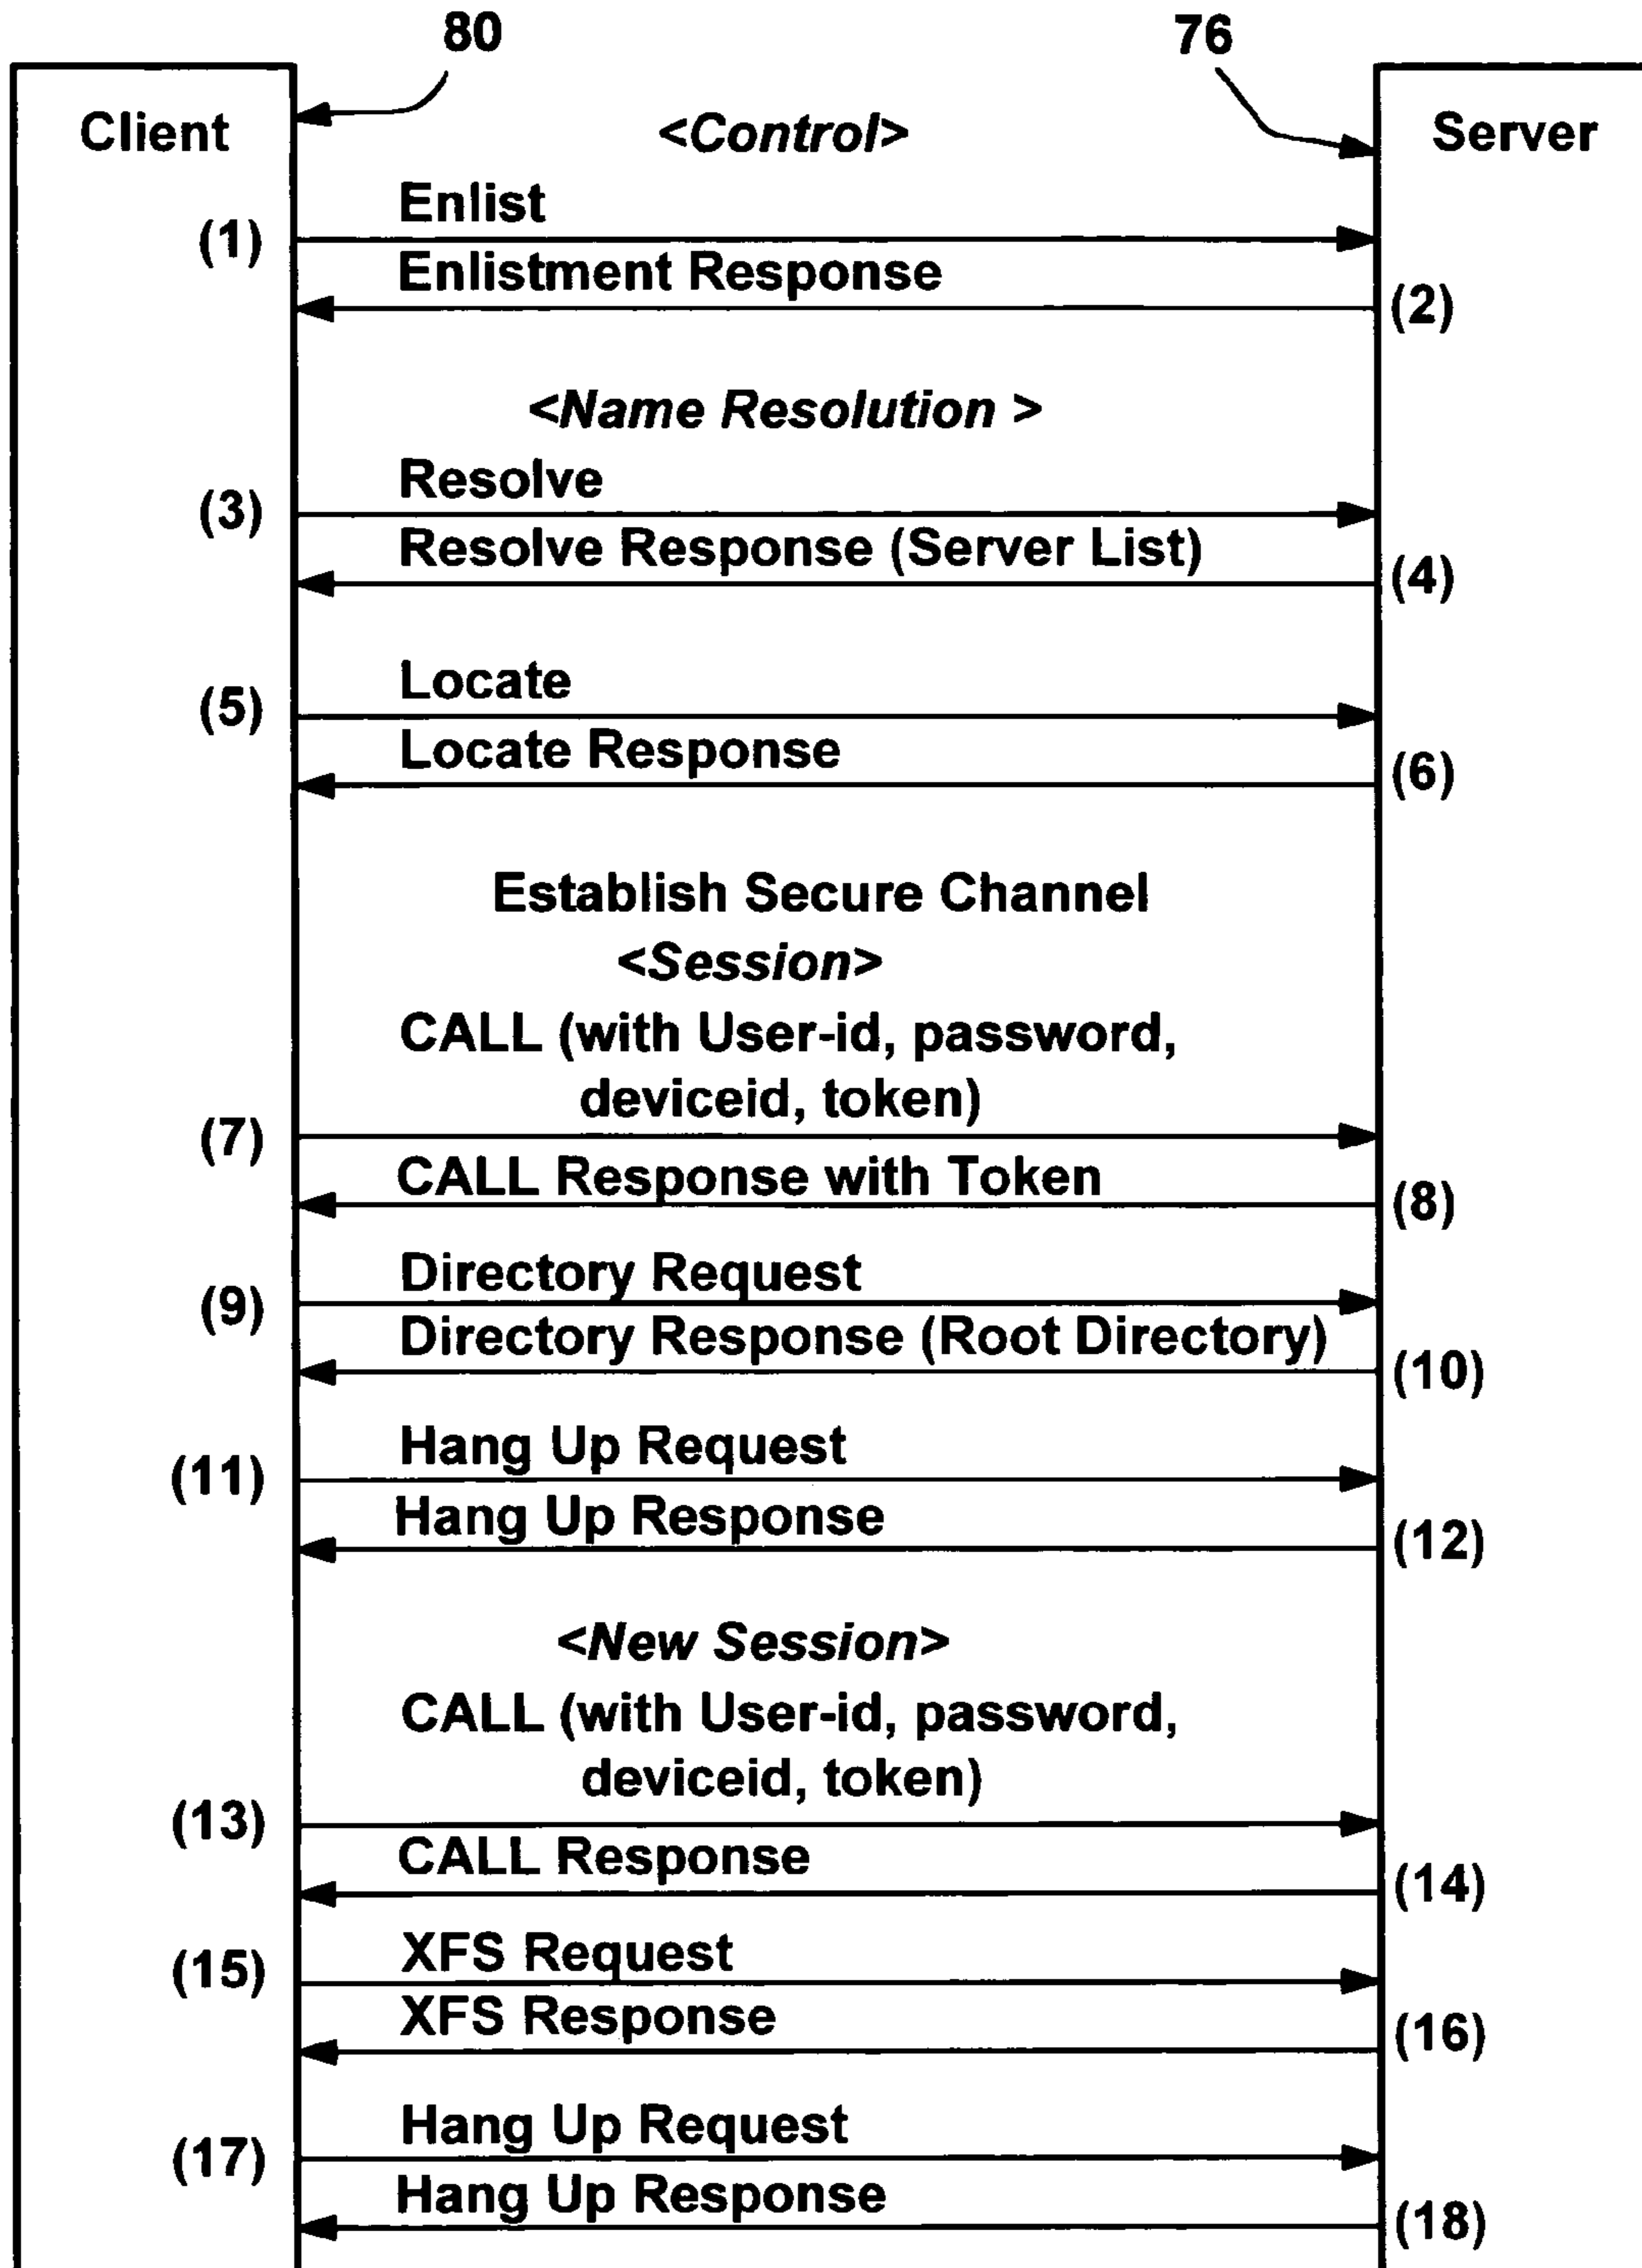 80
76
Client
<Control>
Server
Enlist
(1)
Enlistment Response
(2)
<Name Resolution >
Resolve
(3)
Resolve Response (Server List)
(4)
Locate
(5)
Locate Response
(6)
Establish Secure Channel
<Session>
CALL (with User-id, password,
deviceid, token)
(7)
CALL Response with Token
(8)
Directory Request
(9)
Directory Response (Root Directory)
(10)
Hang Up Request
(11)
Hang Up Response
(12)
<New Session>
CALL (with User-id, password,
deviceid, token)
(13)
CALL Response
(14)
XFS Request
(15)
XFS Response
(16)
Hang Up Request
(17)
Hang Up Response
(18)